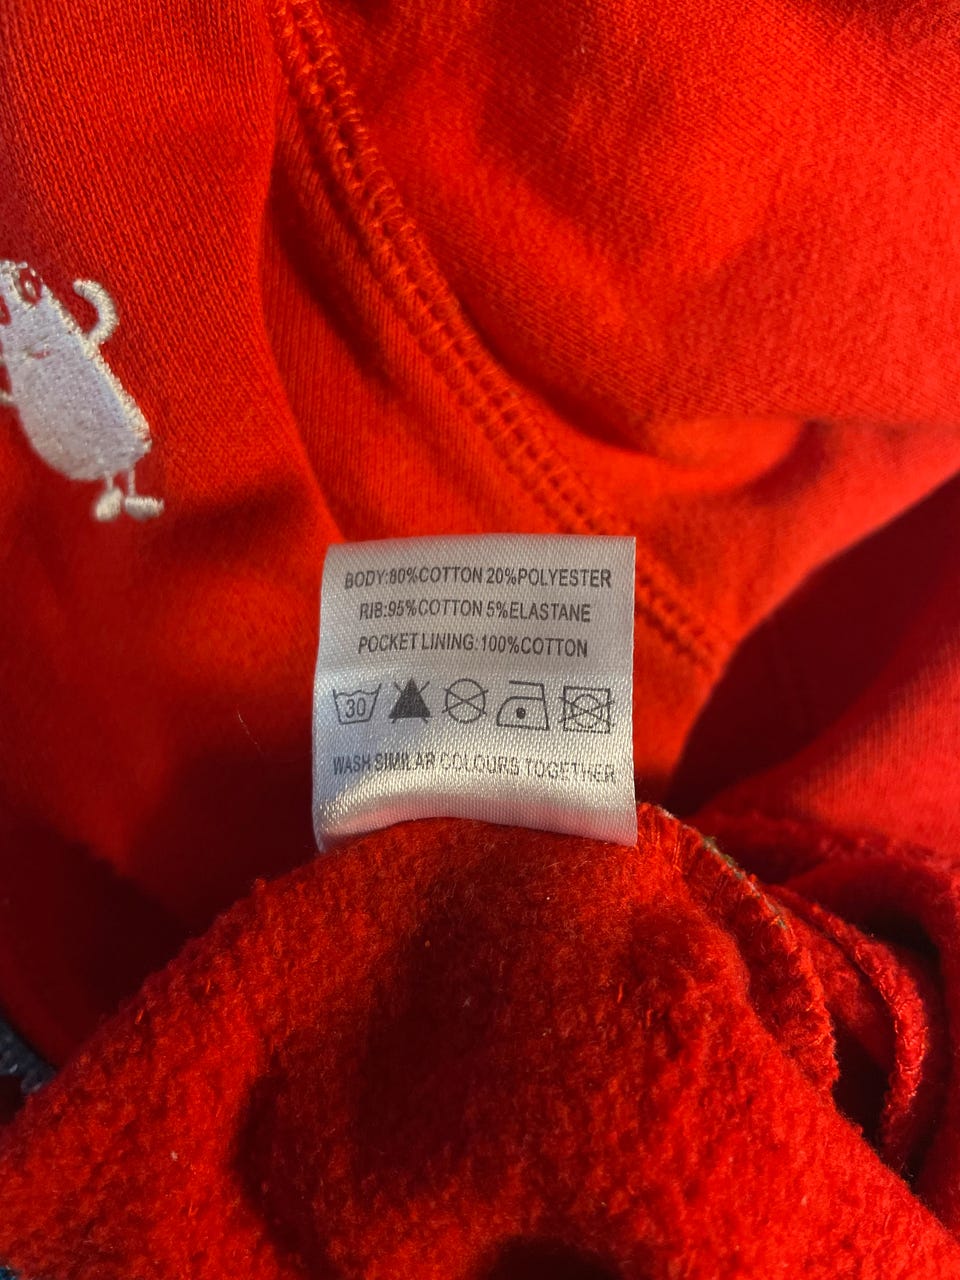 BODY:80%COTTON 20%POLYESTER
RIB:95%COTTON 5%ELASTANE
POCKET LINING:100%COTTON
30
WASH SIMILAR COLOURS TOGETHER